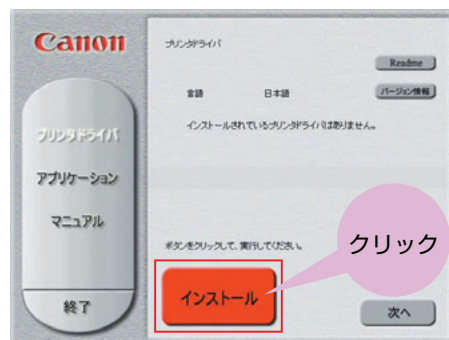 Canon
プリンタドライバ
アプリケーション
マニュアル
終了
プリンタドライバ
Readme
言語 日本語 バージョン情報
インストールされているプリンタドライバはありません。
ボタンをクリックして、実行してください。
クリック
インストール
次へ